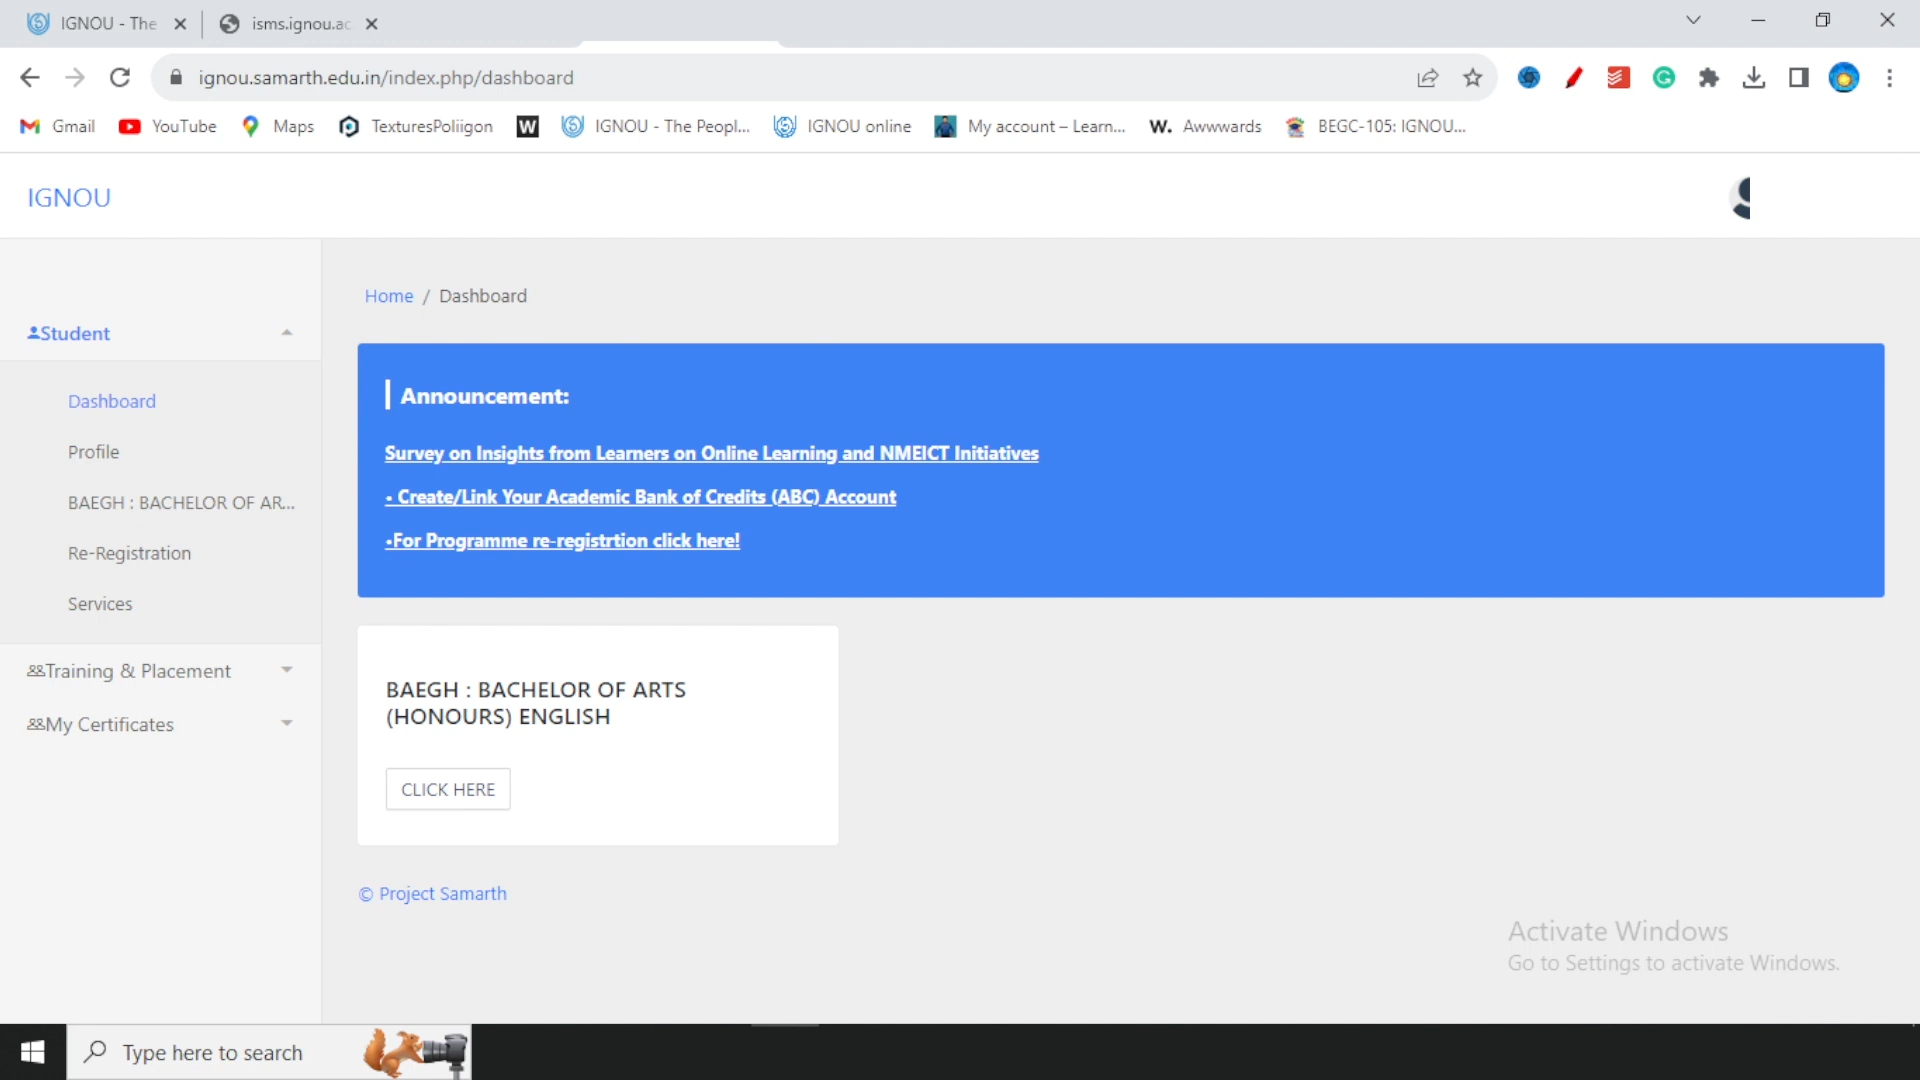 IGNOU - The
isms.ignou.ac.
ignou.samarth.edu.in/index.php/dashboard
Gmail
YouTube
Maps
TexturesPoliigon
W
IGNOU - The Peopl...
IGNOU online
My account – Learn...
W. Awwwards
BEGC-105: IGNOU...
IGNOU
Home / Dashboard
Student
Dashboard
Profile
BAEGH : BACHELOR OF AR...
Re-Registration
Services
Training & Placement
My Certificates
Announcement:
Survey on Insights from Learners on Online Learning and NMEICT Initiatives
• Create/Link Your Academic Bank of Credits (ABC) Account
•For Programme re-registrtion click here!
BAEGH : BACHELOR OF ARTS
(HONOURS) ENGLISH
CLICK HERE
© Project Samarth
Activate Windows
Go to Settings to activate Windows.
Type here to search